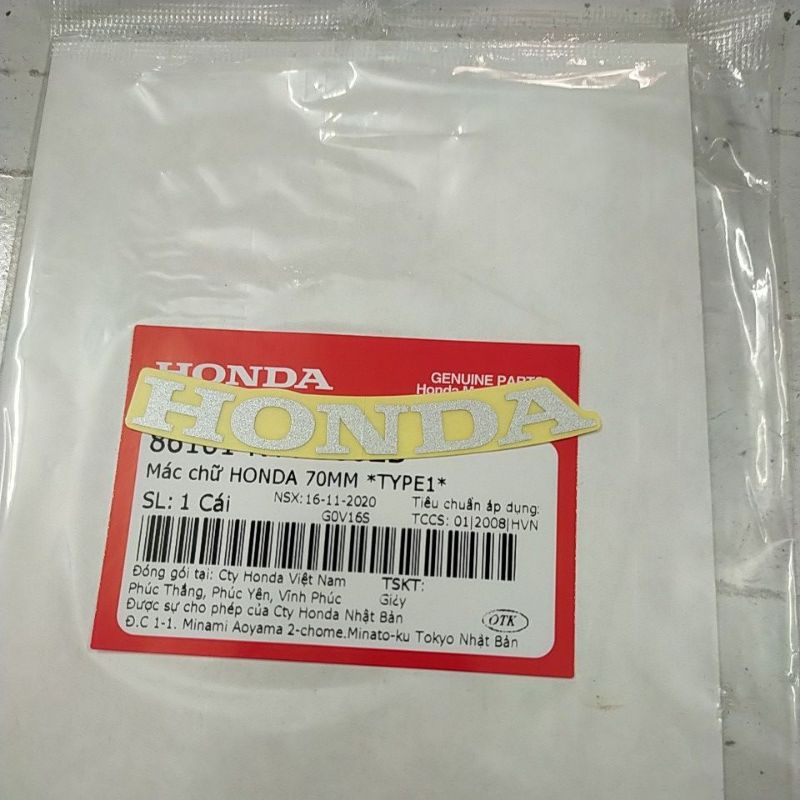 HONDA
GENUINE PARTS
Honda
HONDA
86101
Mác chữ HONDA 70MM *TYPE1*
SL: 1 Cái
NSX: 16-11-2020
Tiêu chuẩn áp dụng:
G0V16S
TCCS: 01|2008|HVN
Đóng gói tại: Cty Honda Việt Nam
TSKT:
Phúc Thắng, Phúc Yên, Vĩnh Phúc
Giấy
Được sự cho phép của Cty Honda Nhật Bản
OTK
Đ.C 1-1. Minami Aoyama 2-chome.Minato-ku Tokyo Nhật Bản